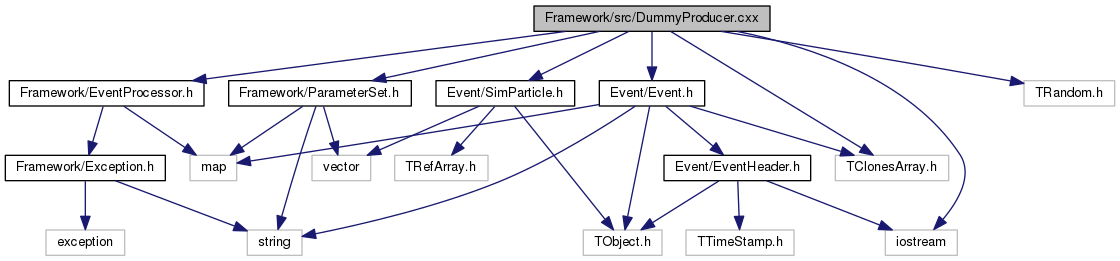 Framework/src/DummyProducer.cxx
Framework/EventProcessor.h
Framework/ParameterSet.h
Event/SimParticle.h
Event/Event.h
TRandom.h
Framework/Exception.h
map
vector
TRefArray.h
Event/EventHeader.h
TClonesArray.h
exception
string
TObject.h
TTimeStamp.h
iostream